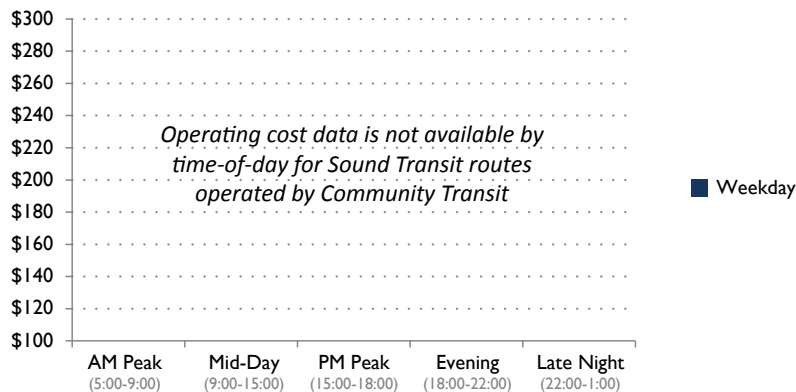 $300
$280
$260
$240
$220
$200
$180
$160
$140
$120
$100
Operating cost data is not available by
time-of-day for Sound Transit routes
operated by Community Transit
Weekday
AM Peak Mid-Day PM Peak Evening Late Night
(5:00-9:00) (9:00-15:00) (15:00-18:00) (18:00-22:00) (22:00-1:00)